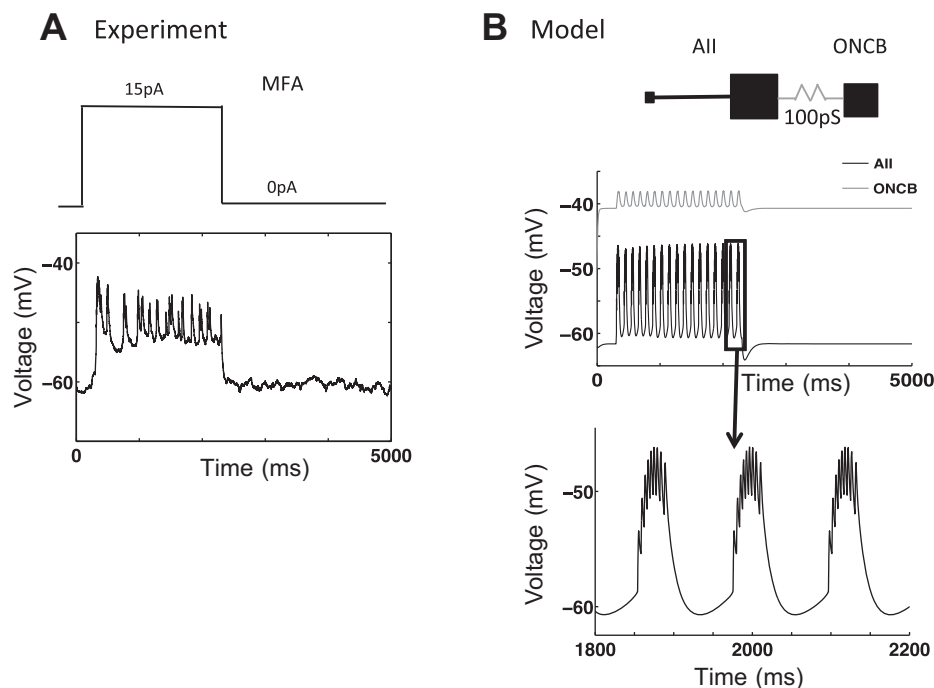 A Experiment
15pA
MFA
0pA
−40
−50
−60
Voltage (mV)
0
5000
Time (ms)
B Model
AII
ONCB
100pS
AII
ONCB
−40
−50
−60
Voltage (mV)
0
Time (ms)
5000
−50
−60
Voltage (mV)
1800
2000
2200
Time (ms)